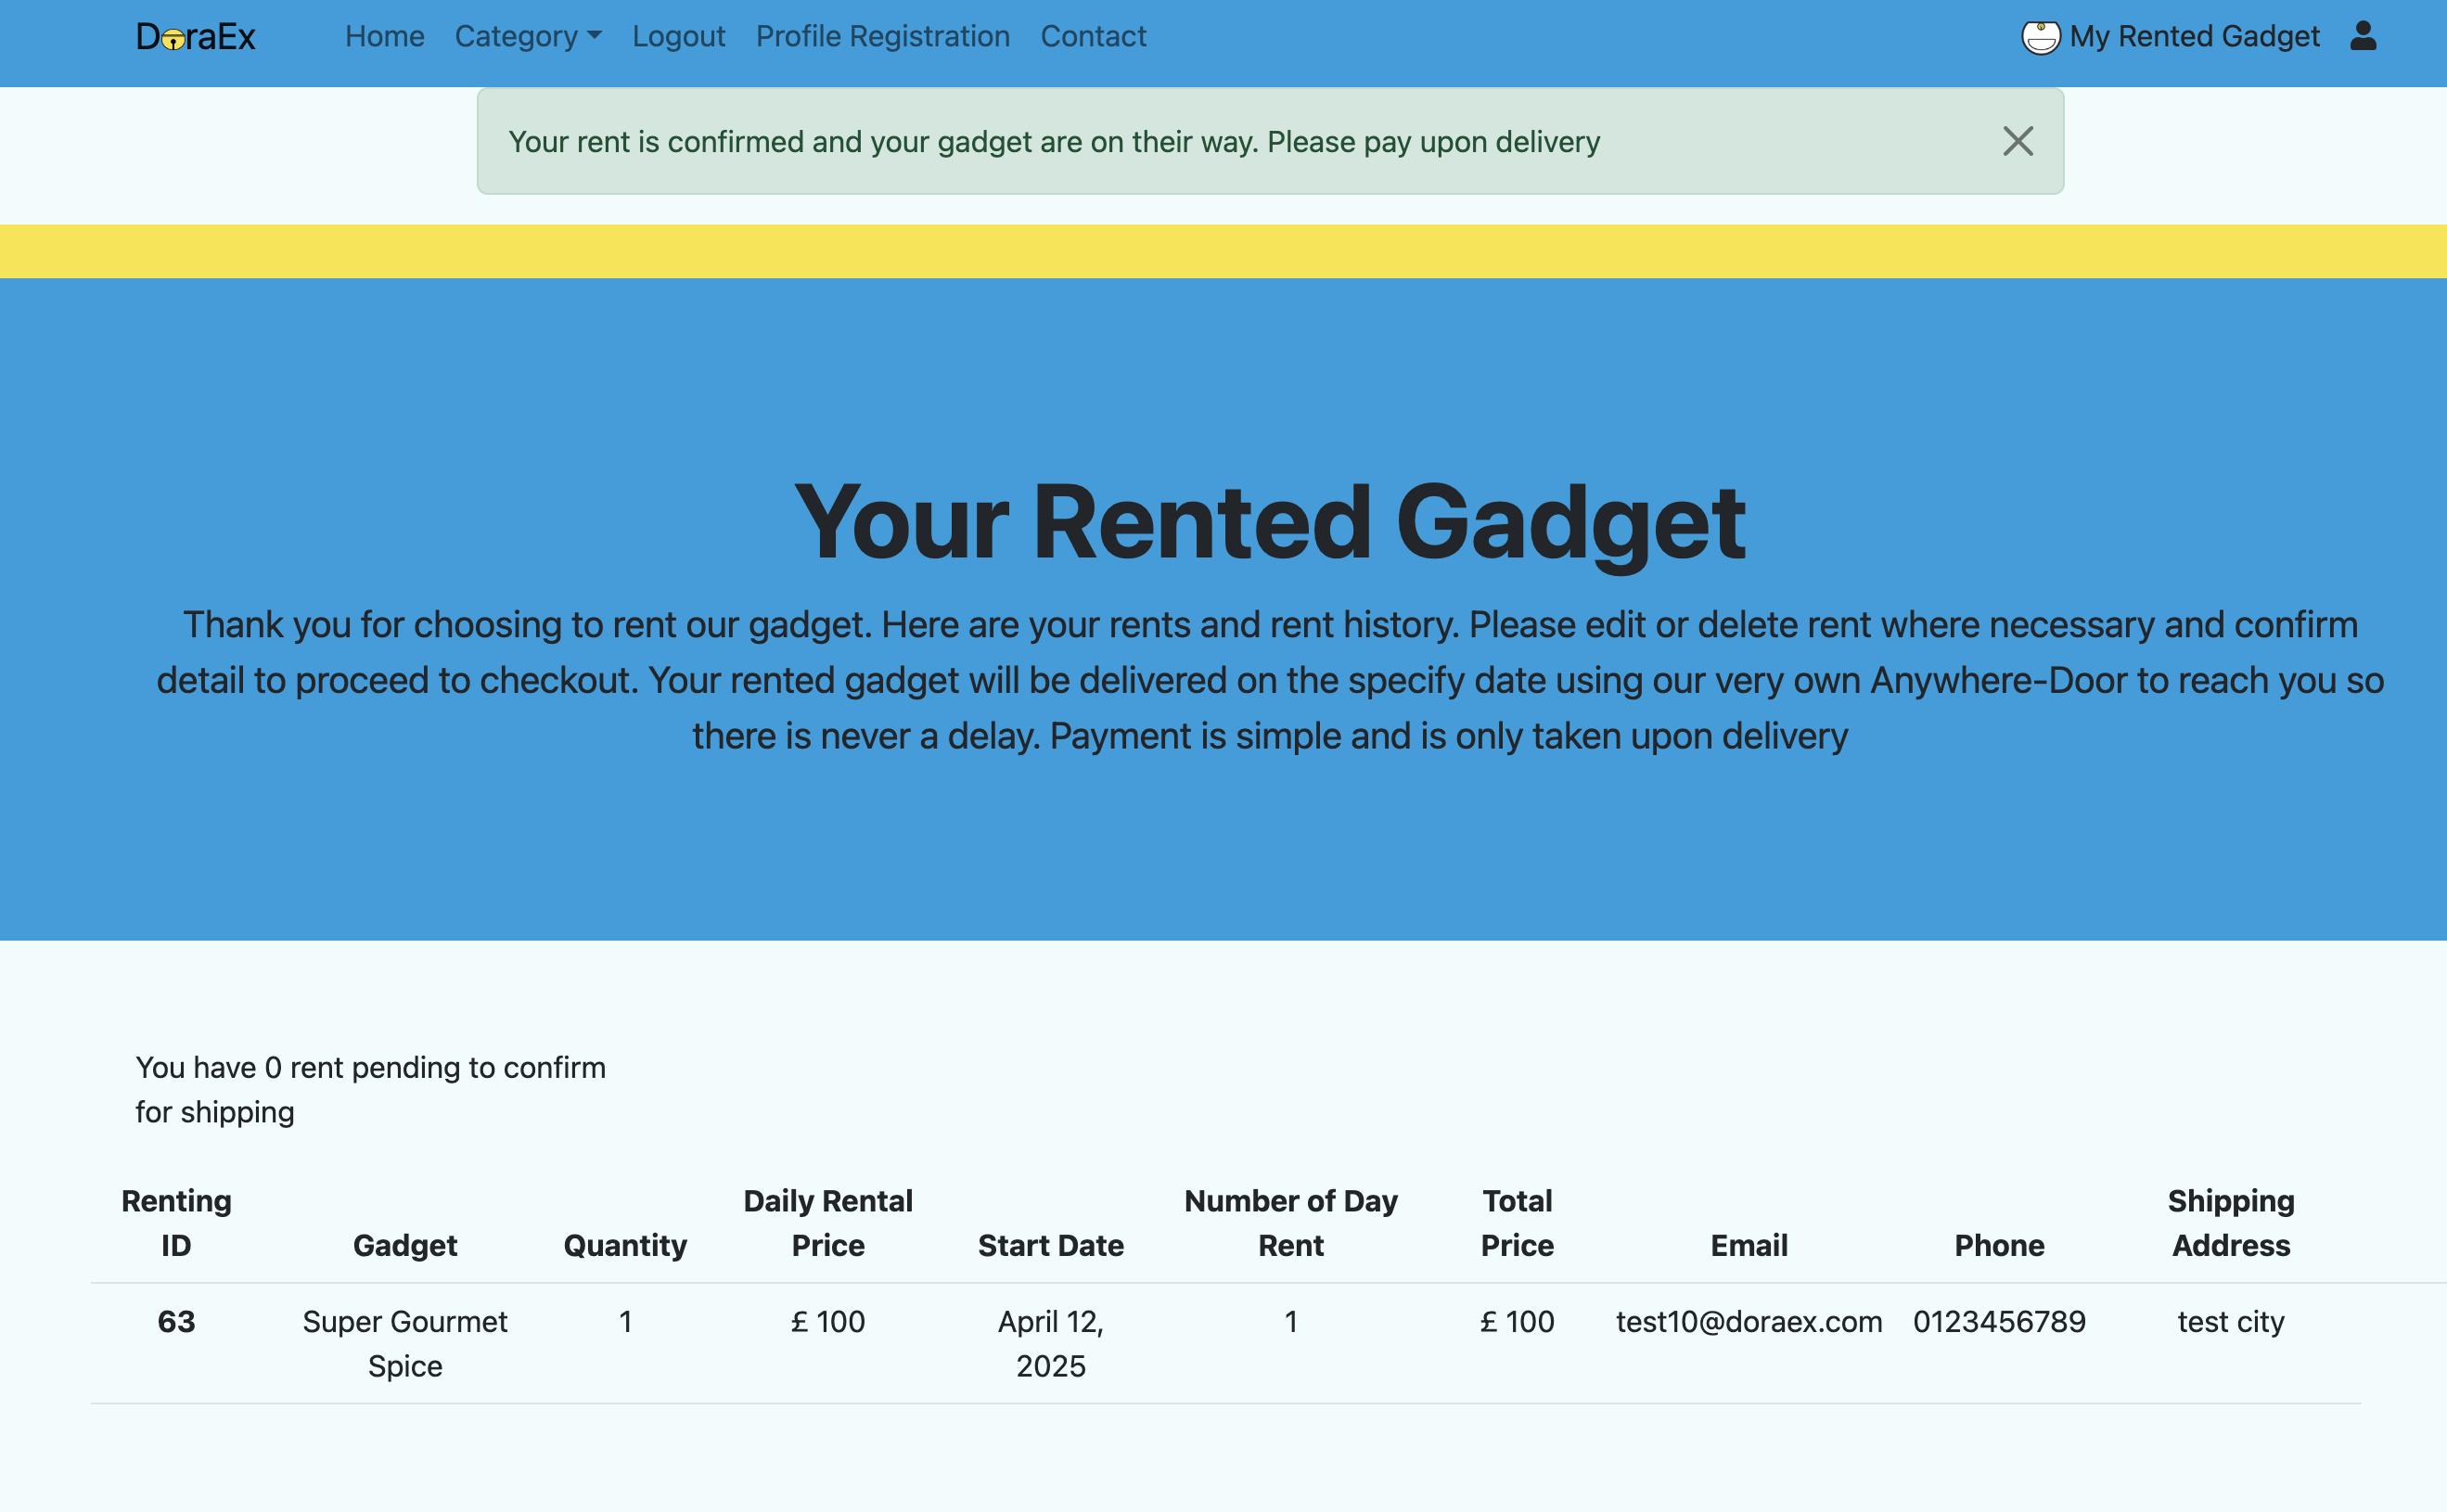 DoraEx Home Category Logout Profile Registration Contact My Rented Gadget
Your rent is confirmed and your gadget are on their way. Please pay upon delivery
Your Rented Gadget
Thank you for choosing to rent our gadget. Here are your rents and rent history. Please edit or delete rent where necessary and confirm
detail to proceed to checkout. Your rented gadget will be delivered on the specify date using our very own Anywhere-Door to reach you so
there is never a delay. Payment is simple and is only taken upon delivery
You have 0 rent pending to confirm
for shipping
Renting Daily Rental Number of Day Total Shipping
ID Gadget Quantity Price Start Date Rent Price Email Phone Address
63 Super Gourmet 1 £ 100 April 12, 1 £ 100 test10@doraex.com 0123456789 test city
Spice 2025